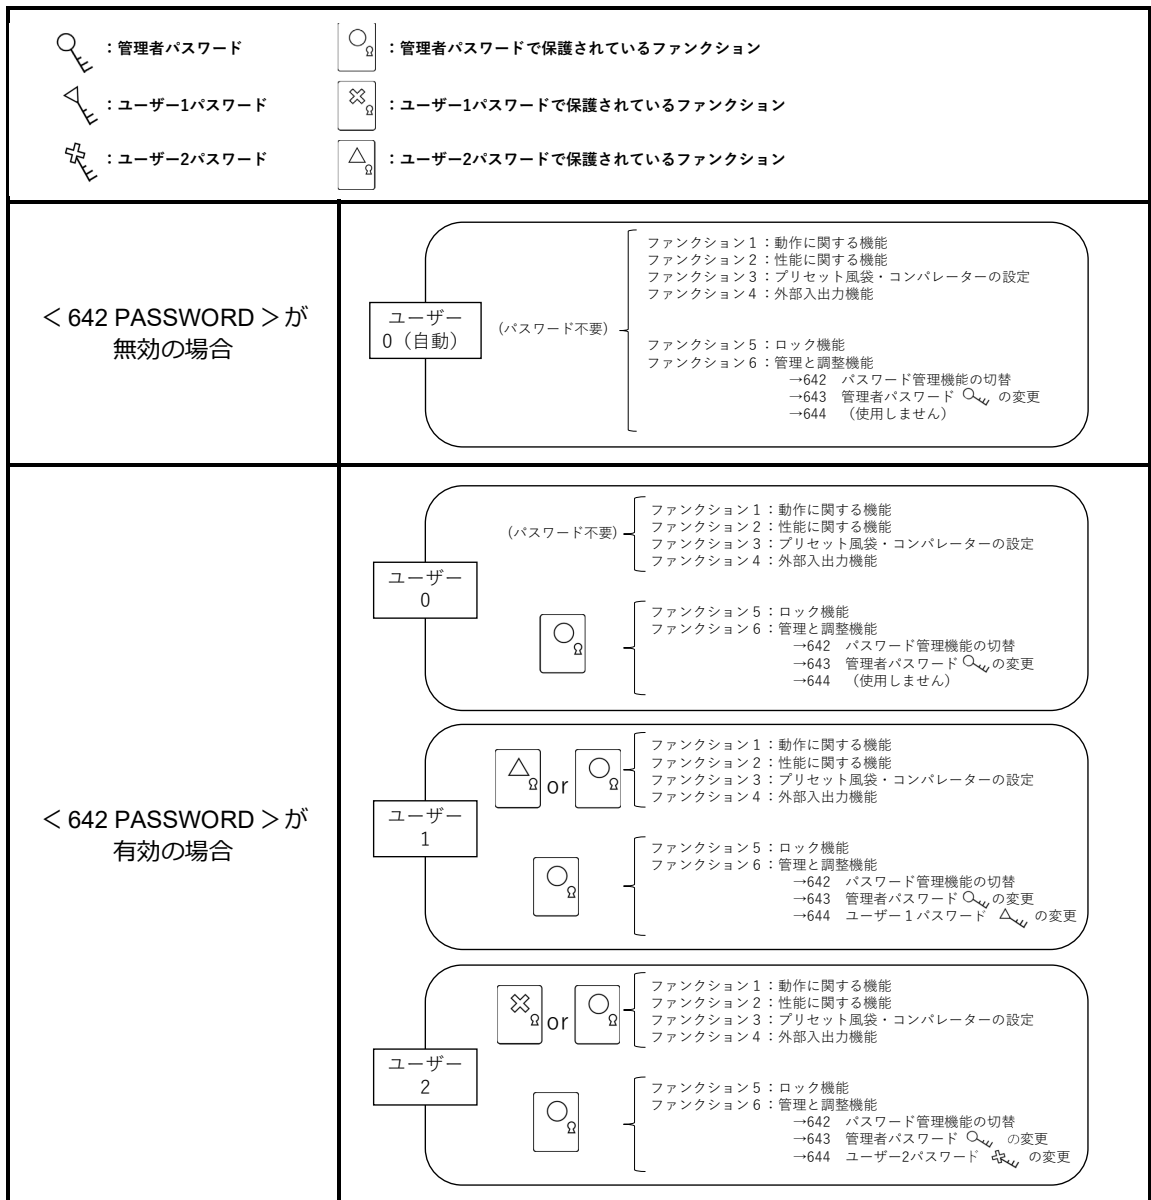 ：管理者パスワード
：管理者パスワードで保護されているファンクション
：ユーザー1パスワード
：ユーザー1パスワードで保護されているファンクション
：ユーザー2パスワード
：ユーザー2パスワードで保護されているファンクション
＜642 PASSWORD＞が
無効の場合
ユーザー
0（自動）
(パスワード不要)
ファンクション1：動作に関する機能
ファンクション2：性能に関する機能
ファンクション3：プリセット風袋・コンパレーターの設定
ファンクション4：外部入出力機能
ファンクション5：ロック機能
ファンクション6：管理と調整機能
→642 パスワード管理機能の切替
→643 管理者パスワード の変更
→644 （使用しません）
＜642 PASSWORD＞が
有効の場合
ユーザー
0
(パスワード不要)
ファンクション1：動作に関する機能
ファンクション2：性能に関する機能
ファンクション3：プリセット風袋・コンパレーターの設定
ファンクション4：外部入出力機能
ファンクション5：ロック機能
ファンクション6：管理と調整機能
→642 パスワード管理機能の切替
→643 管理者パスワード の変更
→644 （使用しません）
ユーザー
1
or
ファンクション1：動作に関する機能
ファンクション2：性能に関する機能
ファンクション3：プリセット風袋・コンパレーターの設定
ファンクション4：外部入出力機能
ファンクション5：ロック機能
ファンクション6：管理と調整機能
→642 パスワード管理機能の切替
→643 管理者パスワード の変更
→644 ユーザー1パスワード の変更
ユーザー
2
or
ファンクション1：動作に関する機能
ファンクション2：性能に関する機能
ファンクション3：プリセット風袋・コンパレーターの設定
ファンクション4：外部入出力機能
ファンクション5：ロック機能
ファンクション6：管理と調整機能
→642 パスワード管理機能の切替
→643 管理者パスワード の変更
→644 ユーザー2パスワード の変更